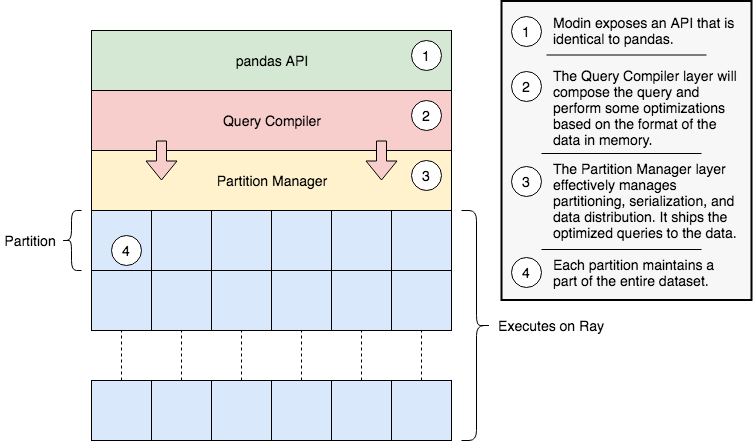 pandas API
1
Query Compiler
2
Partition Manager
3
Partition
4
Executes on Ray
1
Modin exposes an API that is
identical to pandas.
2
The Query Compiler layer will
compose the query and
perform some optimizations
based on the format of the
data in memory.
3
The Partition Manager layer
effectively manages
partitioning, serialization, and
data distribution. It ships the
optimized queries to the data.
4
Each partition maintains a
part of the entire dataset.